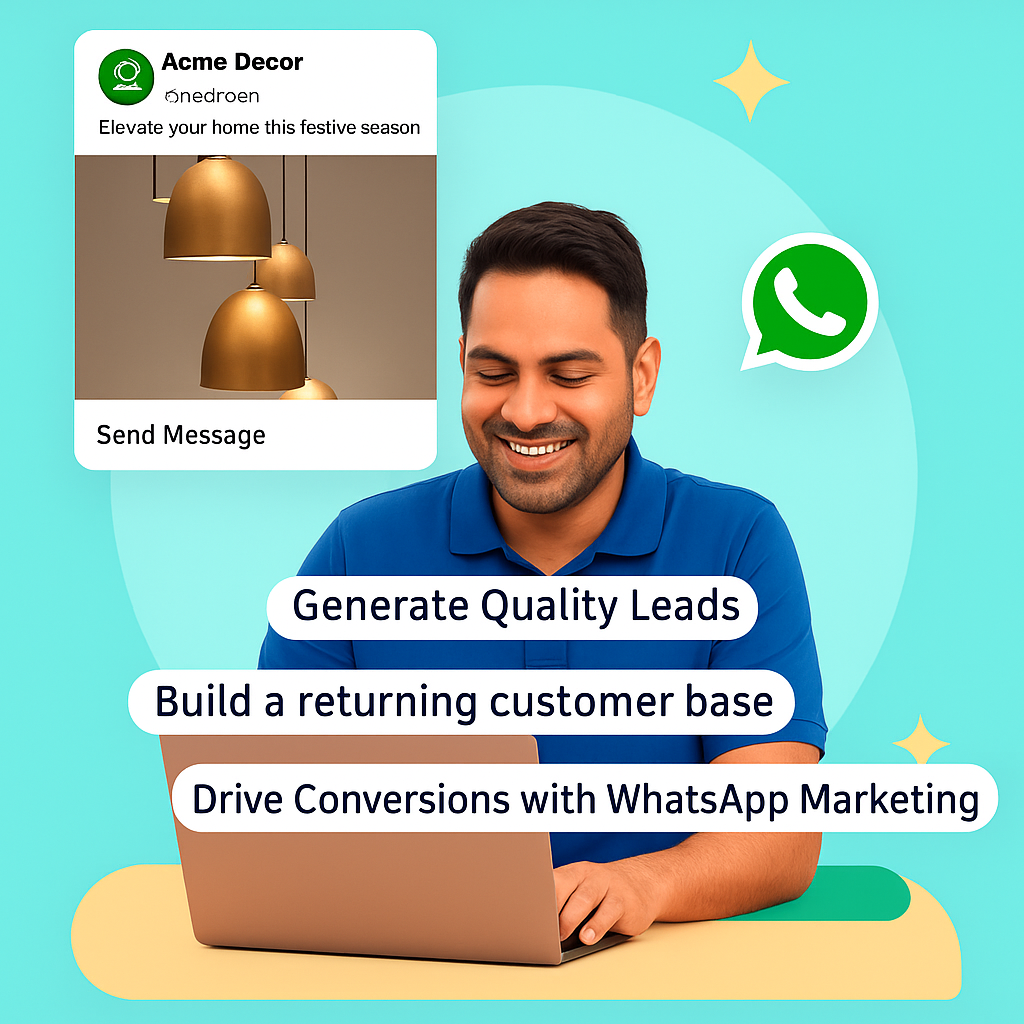 Acme Decor
Elevate your home this festive season
Send Message
Generate Quality Leads
Build a returning customer base
Drive Conversions with WhatsApp Marketing